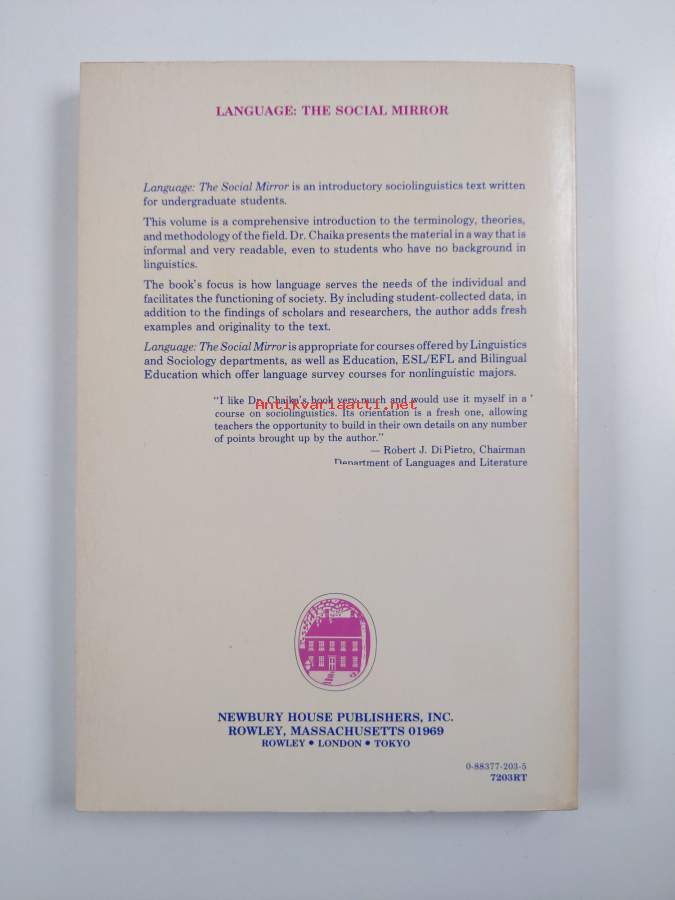 LANGUAGE: THE SOCIAL MIRROR
Language: The Social Mirror is an introductory sociolinguistics text written
for undergraduate students.
This volume is a comprehensive introduction to the terminology, theories,
and methodology of the field. Dr. Chaika presents the material in a way that is
informal and very readable, even to students who have no background in
linguistics.
The book's focus is how language serves the needs of the individual and
facilitates the functioning of society. By including student-collected data, in
addition to the findings of scholars and researchers, the author adds fresh
examples and originality to the text.
Language: The Social Mirror is appropriate for courses offered by Linguistics
and Sociology departments, as well as Education, ESL/EFL and Bilingual
Education which offer language survey courses for nonlinguistic majors.
"I like Dr. Chaika's book very much and would use it myself in a
Antikvariaatti.net
course on sociolinguistics. Its orientation is a fresh one, allowing
teachers the opportunity to build in their own details on any number
of points brought up by the author."
— Robert J. Di Pietro, Chairman
Department of Languages and Literature
NEWBURY HOUSE PUBLISHERS, INC.
ROWLEY, MASSACHUSETTS 01969
ROWLEY • LONDON • TOKYO
0-88377-203-5
7203RT